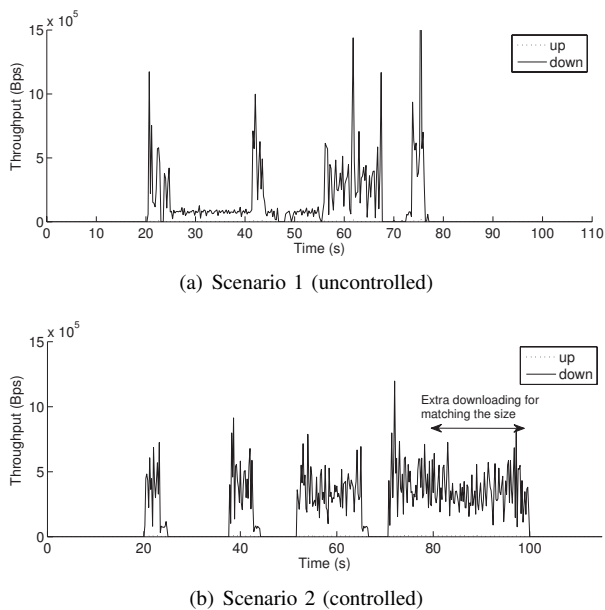 x 10^5
15
10
5
0
Throughput (Bps)
up
down
0 10 20 30 40 50 60 70 80 90 100 110
Time (s)
(a) Scenario 1 (uncontrolled)
x 10^5
15
10
5
0
Throughput (Bps)
up
down
Extra downloading for
matching the size
20 40 60 80 100
Time (s)
(b) Scenario 2 (controlled)